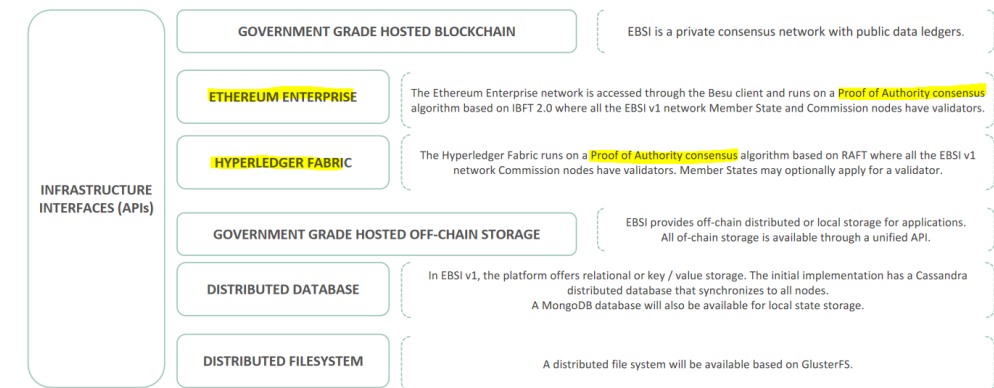 INFRASTRUCTURE
INTERFACES (APIs)
GOVERNMENT GRADE HOSTED BLOCKCHAIN
EBSI is a private consensus network with public data ledgers.
ETHEREUM ENTERPRISE
The Ethereum Enterprise network is accessed through the Besu client and runs on a Proof of Authority consensus
algorithm based on IBFT 2.0 where all the EBSI v1 network Member State and Commission nodes have validators.
HYPERLEDGER FABRIC
The Hyperledger Fabric runs on a Proof of Authority consensus algorithm based on RAFT where all the EBSI v1
network Commission nodes have validators. Member States may optionally apply for a validator.
GOVERNMENT GRADE HOSTED OFF-CHAIN STORAGE
EBSI provides off-chain distributed or local storage for applications.
All of-chain storage is available through a unified API.
DISTRIBUTED DATABASE
In EBSI v1, the platform offers relational or key / value storage. The initial implementation has a Cassandra
distributed database that synchronizes to all nodes.
A MongoDB database will also be available for local state storage.
DISTRIBUTED FILESYSTEM
A distributed file system will be available based on GlusterFS.